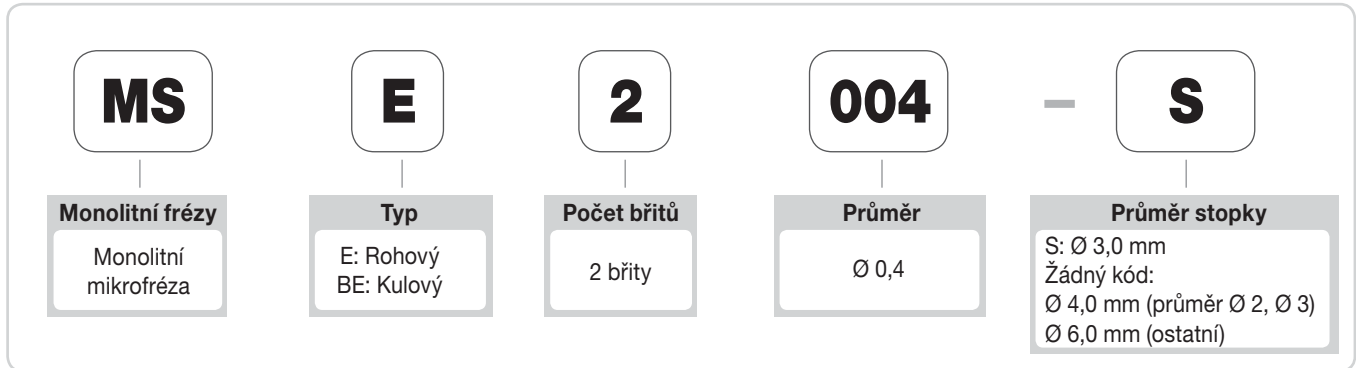 MS E 2 004 – S
Monolitní frézy
Monolitní
mikrofréza
Typ
E: Rohový
BE: Kulový
Počet břitů
2 břity
Průměr
Ø 0,4
Průměr stopky
S: Ø 3,0 mm
Žádný kód:
Ø 4,0 mm (průměr Ø 2, Ø 3)
Ø 6,0 mm (ostatní)